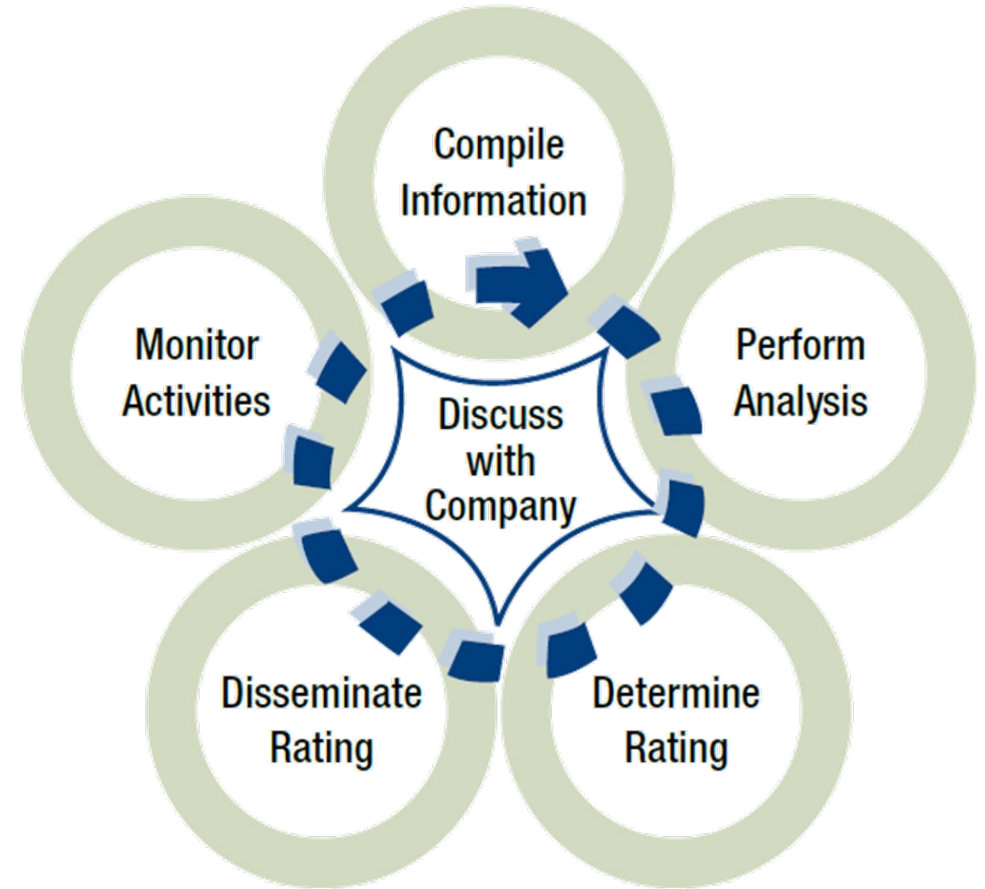 Compile
Information
Perform
Analysis
Determine
Rating
Disseminate
Rating
Monitor
Activities
Discuss
with
Company